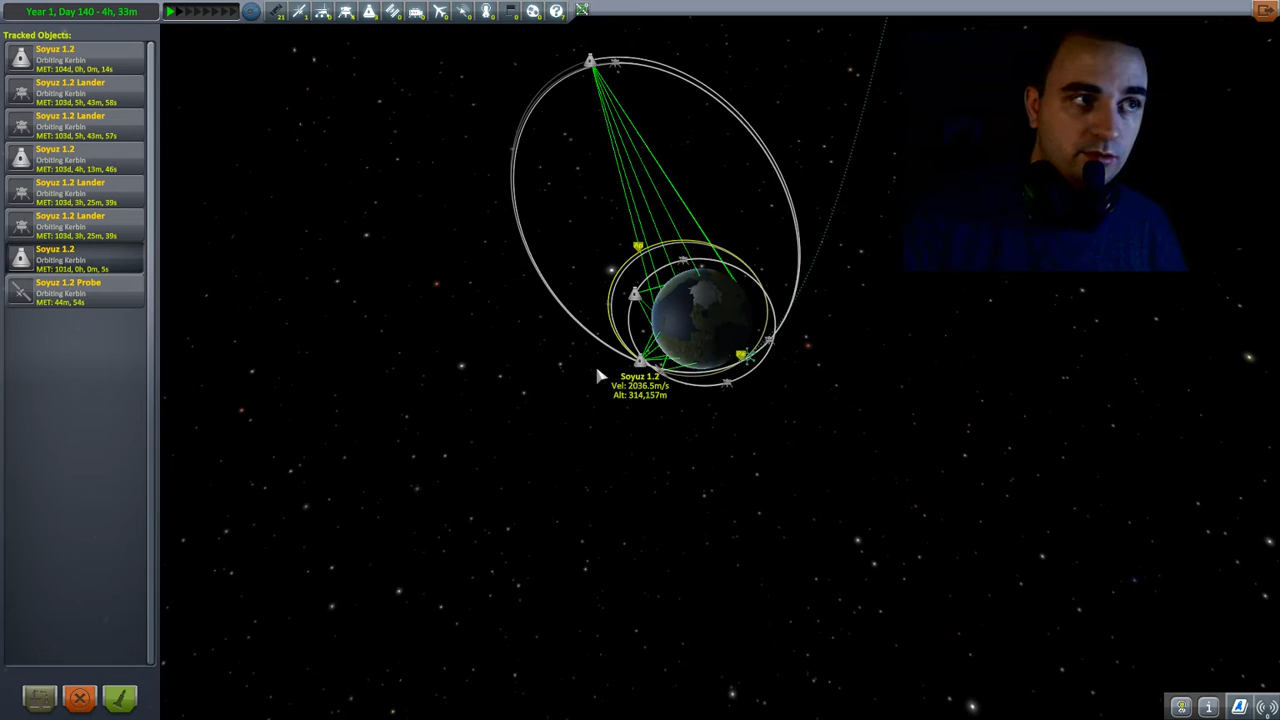 Year 1, Day 140 - 4h, 33m
Tracked Objects:
Soyuz 1.2
Orbiting Kerbin
MET: 104d, 0h, 0m, 14s
Soyuz 1.2 Lander
Orbiting Kerbin
MET: 103d, 5h, 43m, 58s
Soyuz 1.2 Lander
Orbiting Kerbin
MET: 103d, 5h, 43m, 57s
Soyuz 1.2
Orbiting Kerbin
MET: 103d, 4h, 13m, 46s
Soyuz 1.2 Lander
Orbiting Kerbin
MET: 103d, 3h, 25m, 39s
Soyuz 1.2 Lander
Orbiting Kerbin
MET: 103d, 3h, 25m, 39s
Soyuz 1.2
Orbiting Kerbin
MET: 101d, 0h, 0m, 5s
Soyuz 1.2 Probe
Orbiting Kerbin
MET: 44m, 54s
Soyuz 1.2
Vel: 2036.5m/s
Alt: 314,157m